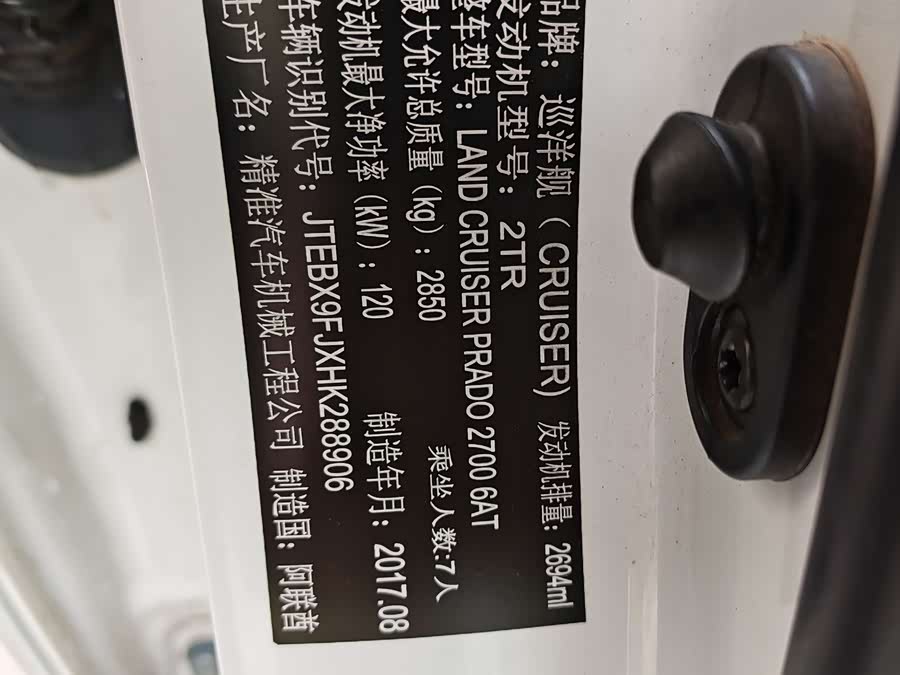 品牌: 巡洋舰 ( CRUISER) 发动机排量: 2694ml
发动机型号: 2TR
整车型号: LAND CRUISER PRADO 2700 6AT
最大允许总质量 (kg) : 2850 乘坐人数:7人
发动机最大净功率 (kW) : 120 制造年月: 2017.08
车辆识别代号: JTEBX9FJXHK288906
生产厂名: 精准汽车机械工程公司 制造国: 阿联酋